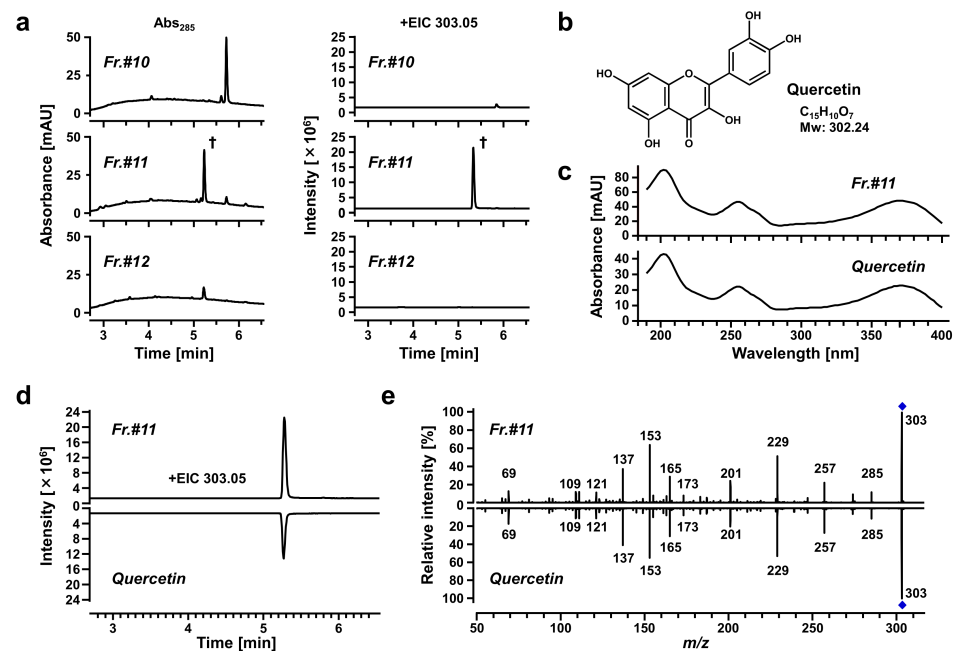 a
Abs285
+EIC 303.05
Absorbance [mAU]
50
25
0
Fr.#10
50
25
0
Fr.#11
†
50
25
0
Fr.#12
3 4 5 6
Time [min]
Intensity [×10⁶]
25
20
15
10
5
0
Fr.#10
25
20
15
10
5
0
Fr.#11
†
25
20
15
10
5
0
Fr.#12
3 4 5 6
Time [min]
b
OH
OH
HO
O
OH
OH
O
Quercetin
C15H10O7
Mw: 302.24
c
Absorbance [mAU]
80
60
40
20
0
Fr.#11
40
30
20
10
0
Quercetin
200 250 300 350 400
Wavelength [nm]
d
Intensity [×10⁶]
24
20
16
12
8
4
0
Fr.#11
+EIC 303.05
0
4
8
12
16
20
24
Quercetin
3 4 5 6
Time [min]
e
Relative intensity [%]
100
80
60
40
20
0
Fr.#11
69 109 121 137 153 165 173 201 229 257 285 303
20
40
60
80
100
Quercetin
69 109 121 137 153 165 173 201 229 257 285 303
50 100 150 200 250 300
m/z